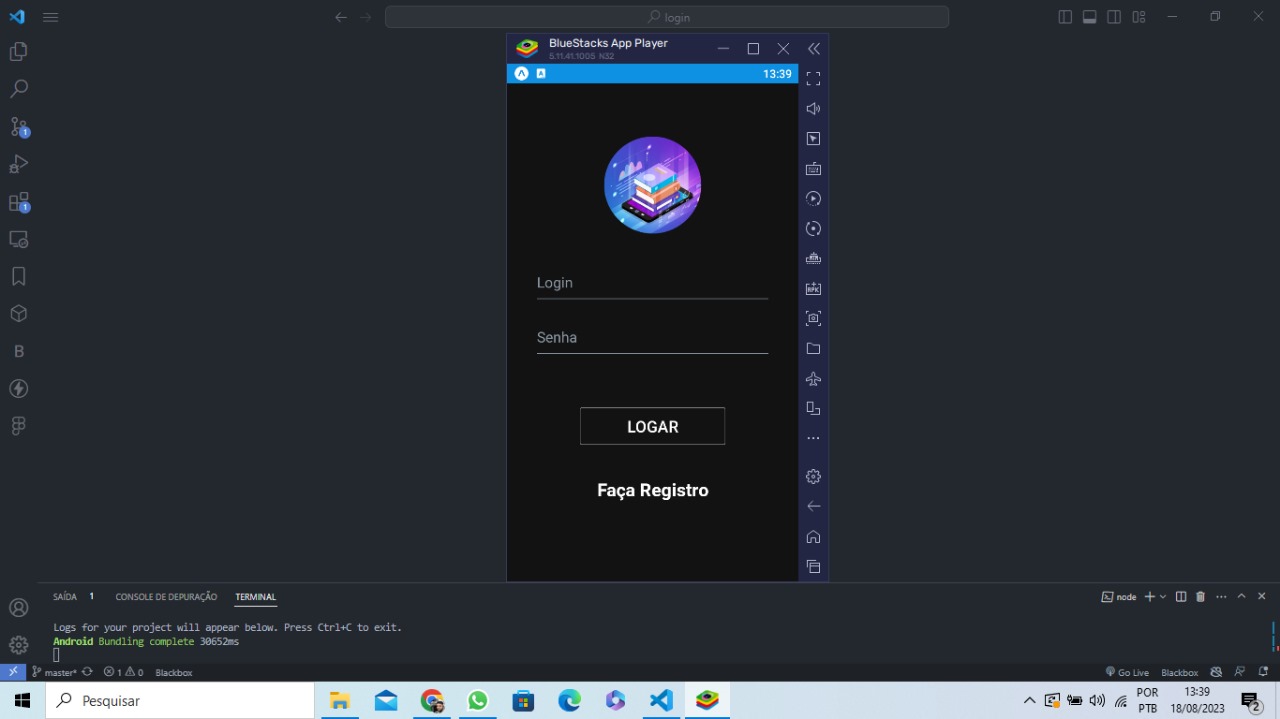 login
BlueStacks App Player
5.11.41.1005 N32
13:39
1
1
Login
Senha
LOGAR
Faça Registro
SAÍDA 1 CONSOLE DE DEPURAÇÃO TERMINAL
node
Logs for your project will appear below. Press Ctrl+C to exit.
Android Bundling complete 30652ms
master* 1 0 Blackbox
Go Live Blackbox
Pesquisar
POR
PTB
13:39
18/08/2023
2